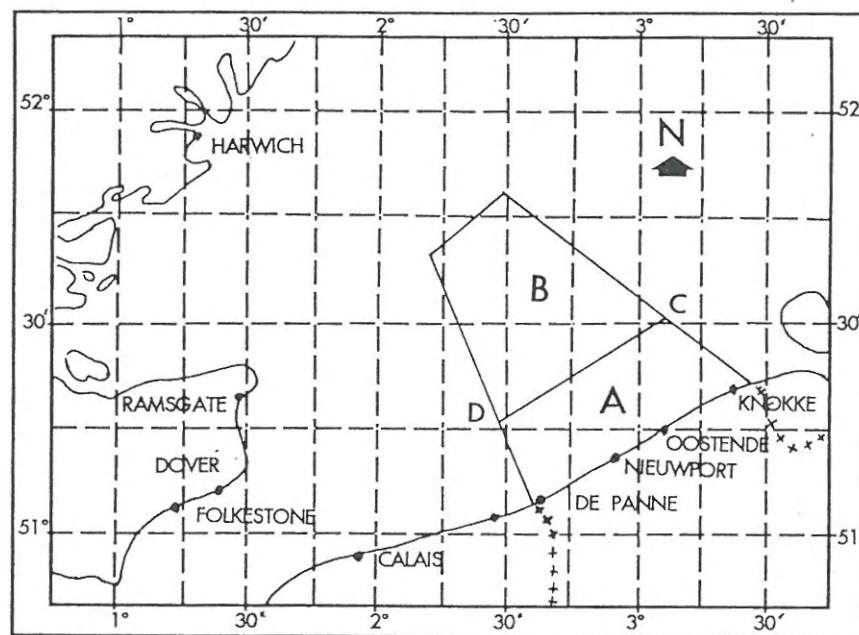 1° 30′ 2° 30′ 3° 30′
52° 52°
N
HARWICH
B
C
30′ 30′
RAMSGATE
D
A
KNOKKE
OOSTENDE
DOVER
NIEUWPORT
FOLKESTONE
DE PANNE
51° 51°
CALAIS
1° 30′ 2° 30′ 3° 30′